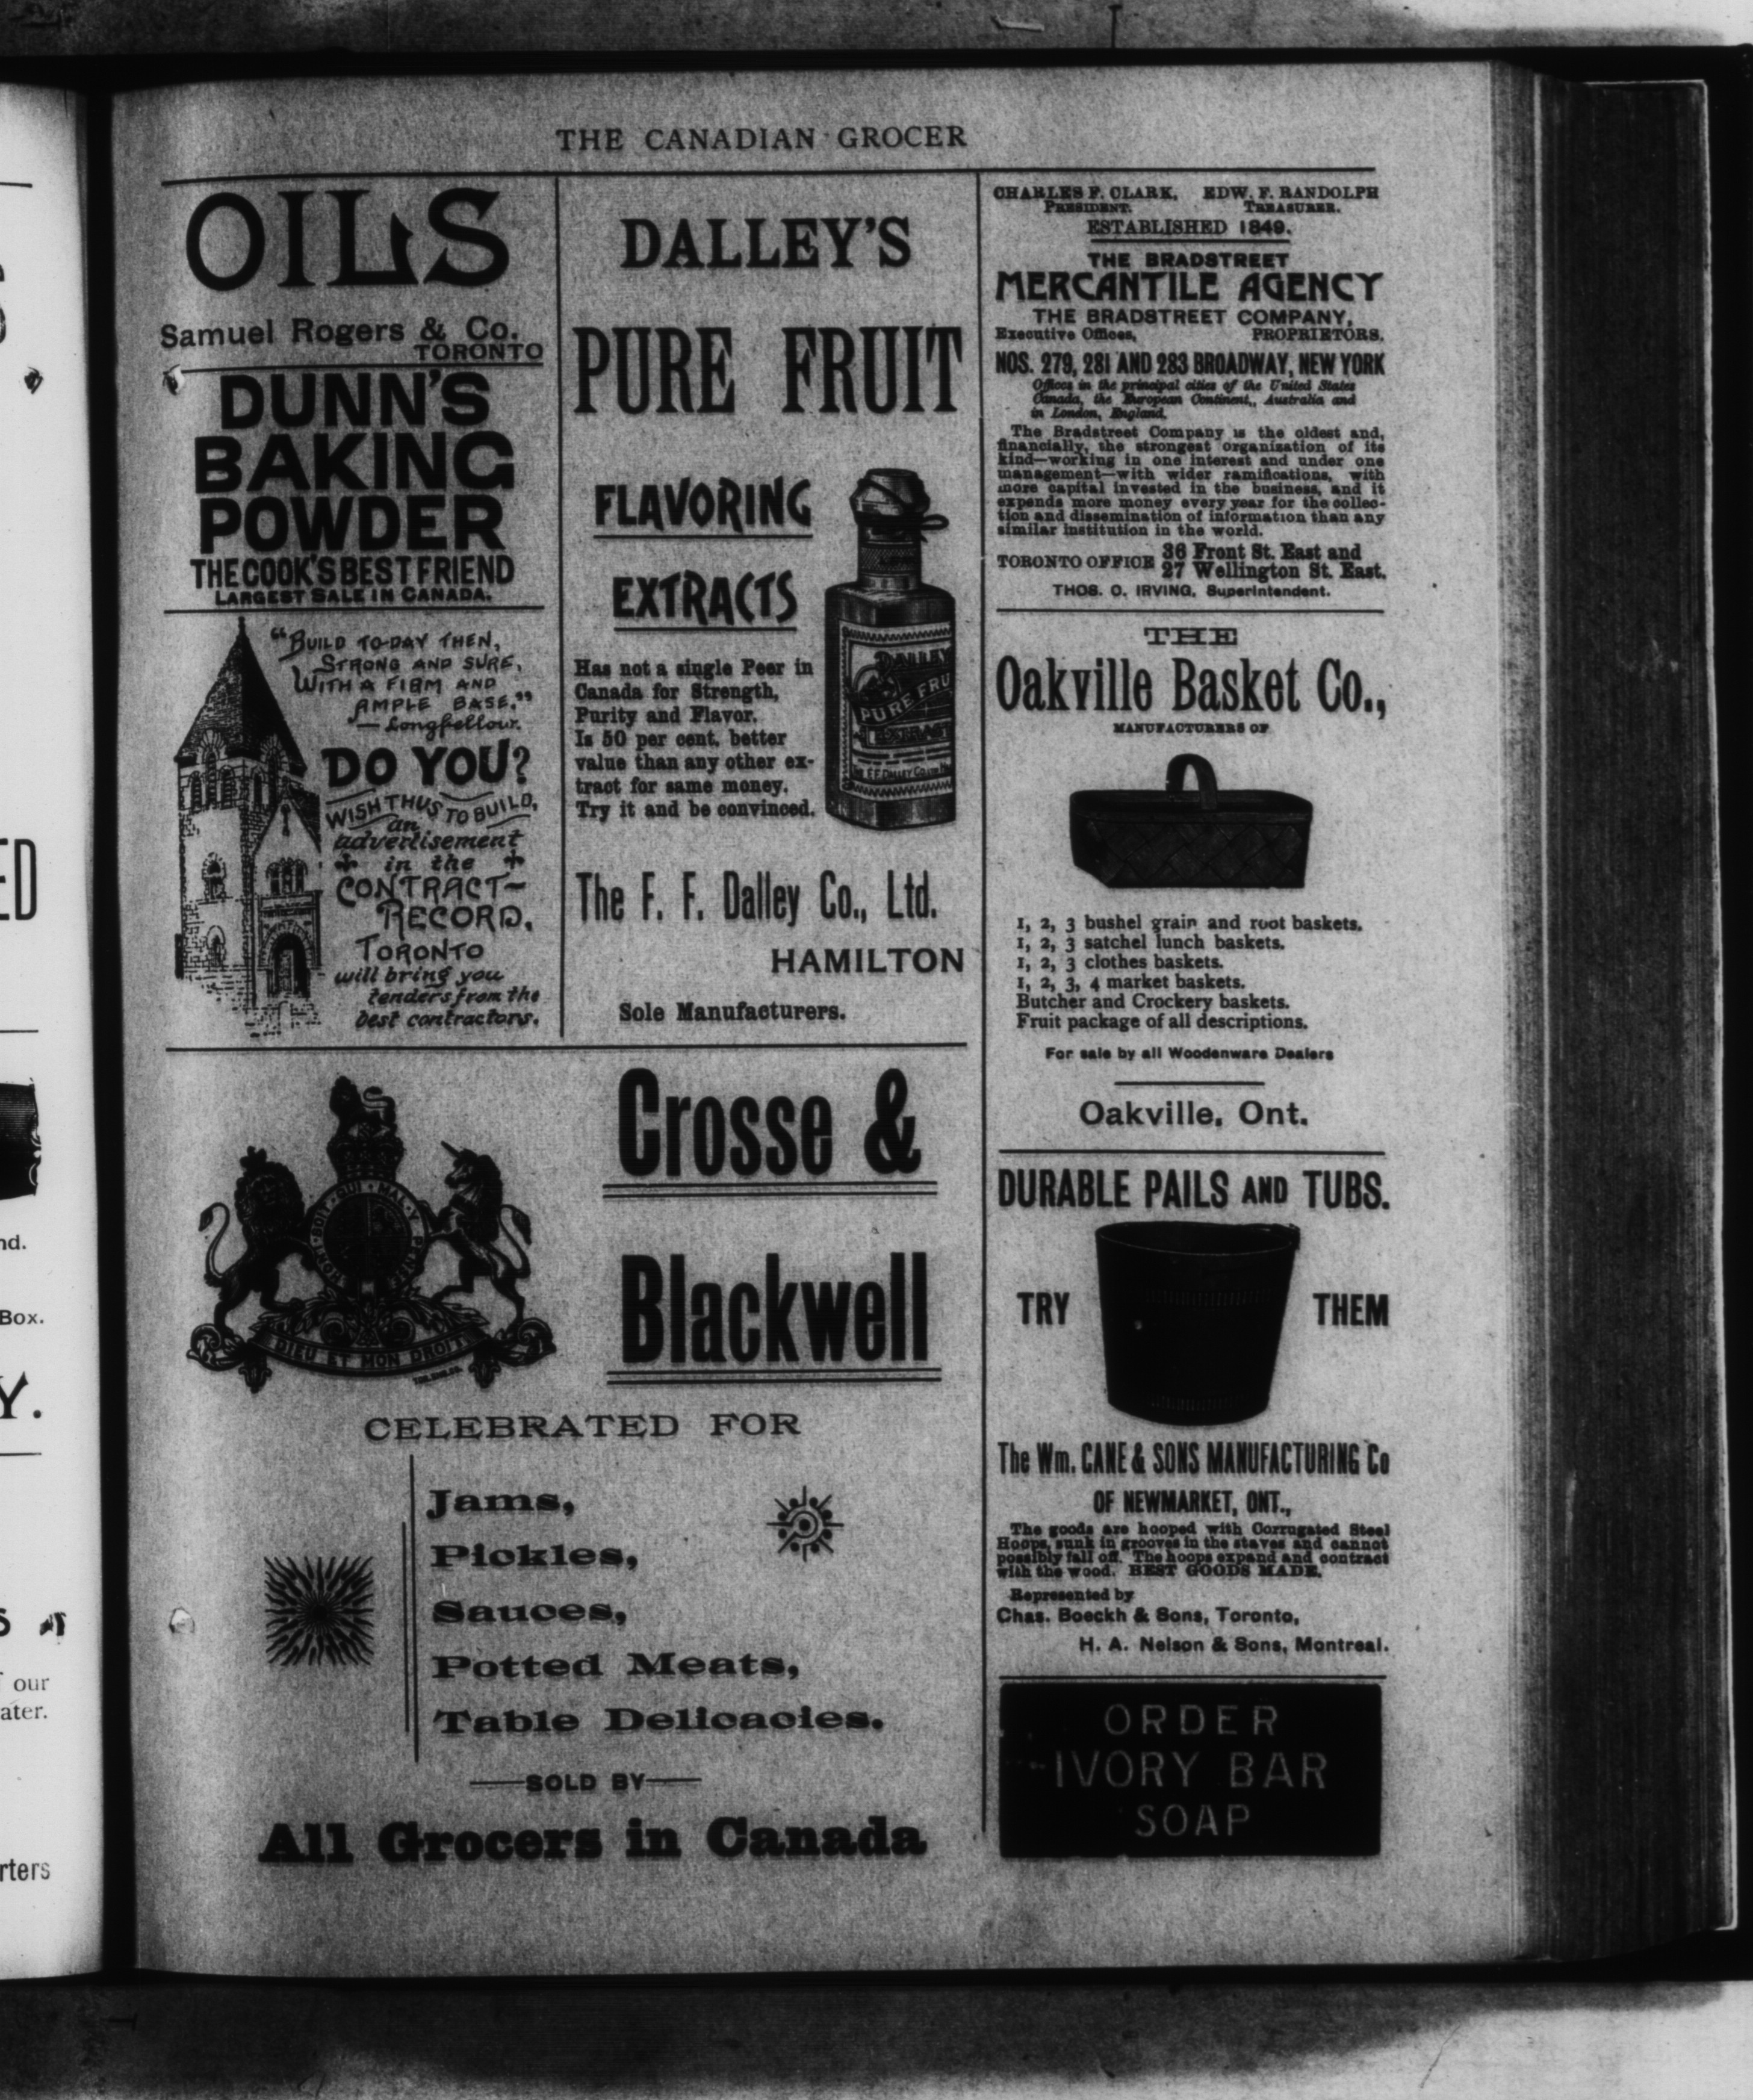 THE CANADIAN GROCER
OILS
Samuel Rogers & Co.
TORONTO
DUNN'S
BAKING
POWDER
THE COOK'S BEST FRIEND
LARGEST SALE IN CANADA.
"BUILD TO-DAY THEN,
STRONG AND SURE,
WITH A FIRM AND
AMPLE BASE."
— Longfellow.
DO YOU?
WISH THUS TO BUILD,
an
advertisement
in the
CONTRACT-
RECORD,
TORONTO
will bring you
tenders from the
best contractors.
DALLEY'S
PURE FRUIT
FLAVORING
EXTRACTS
Has not a single Peer in
Canada for Strength,
Purity and Flavor.
Is 50 per cent. better
value than any other ex-
tract for same money.
Try it and be convinced.
DALLEY
PURE FRU
EXTRACT
The F. F. Dalley Co., Ltd.
HAMILTON
Sole Manufacturers.
Crosse &
Blackwell
DIEU ET MON DROIT
CELEBRATED FOR
Jams,
Pickles,
Sauces,
Potted Meats,
Table Delicacies.
SOLD BY
All Grocers in Canada
CHARLES F. CLARK, EDW. F. RANDOLPH
PRESIDENT. TREASURER.
ESTABLISHED 1849.
THE BRADSTREET
MERCANTILE AGENCY
THE BRADSTREET COMPANY,
Executive Offices, PROPRIETORS.
NOS. 279, 281 AND 283 BROADWAY, NEW YORK
Offices in the principal cities of the United States
Canada, the European Continent,, Australia and
in London, England.
The Bradstreet Company is the oldest and,
financially, the strongest organization of its
kind—working in one interest and under one
management—with wider ramifications, with
more capital invested in the business, and it
expends more money every year for the collec-
tion and dissemination of information than any
similar institution in the world.
TORONTO OFFICE 36 Front St. East and
27 Wellington St. East.
THOS. O. IRVING, Superintendent.
THE
Oakville Basket Co.,
MANUFACTURERS OF
1, 2, 3 bushel grain and root baskets.
1, 2, 3 satchel lunch baskets.
1, 2, 3 clothes baskets.
1, 2, 3, 4 market baskets.
Butcher and Crockery baskets.
Fruit package of all descriptions.
For sale by all Woodenware Dealers
Oakville, Ont.
DURABLE PAILS AND TUBS.
TRY THEM
The Wm. CANE & SONS MANUFACTURING Co
OF NEWMARKET, ONT.,
The goods are hooped with Corrugated Steel
Hoops, sunk in grooves in the staves and cannot
possibly fall off. The hoops expand and contract
with the wood. BEST GOODS MADE.
Represented by
Chas. Boeckh & Sons, Toronto,
H. A. Nelson & Sons, Montreal.
ORDER
IVORY BAR
SOAP
ED
nd.
Box.
Y.
our
ater.
rters